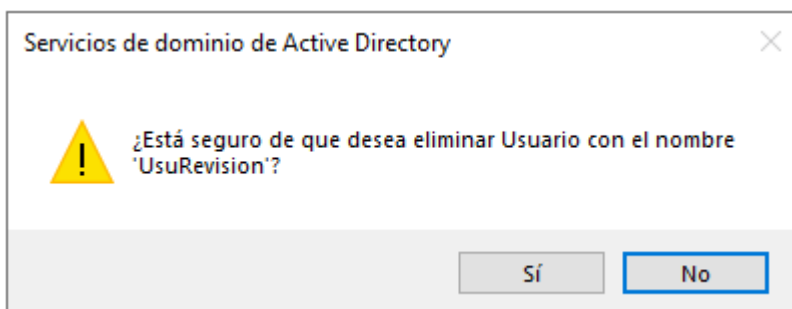 Servicios de dominio de Active Directory
¿Está seguro de que desea eliminar Usuario con el nombre
'UsuRevision'?
Sí
No